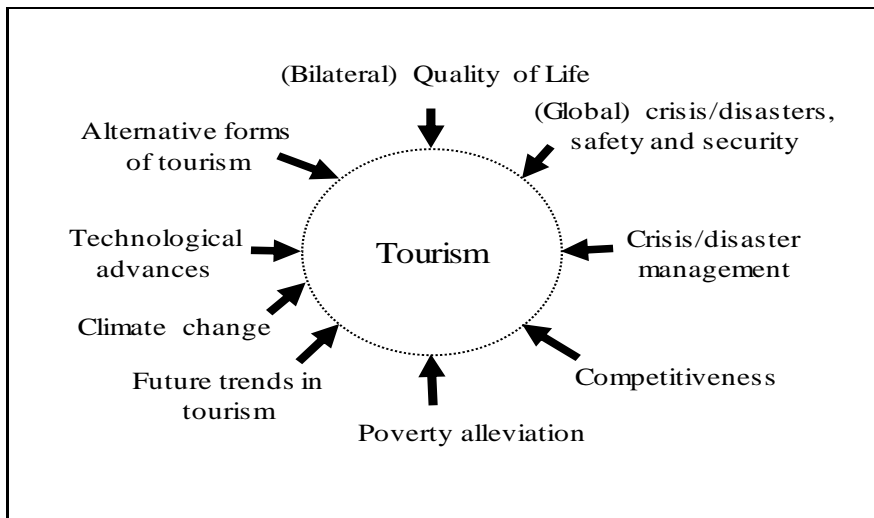 (Bilateral) Quality of Life
(Global) crisis/disasters,
safety and security
Alternative forms
of tourism
Technological
advances
Tourism
Crisis/disaster
management
Climate change
Future trends in
tourism
Competitiveness
Poverty alleviation